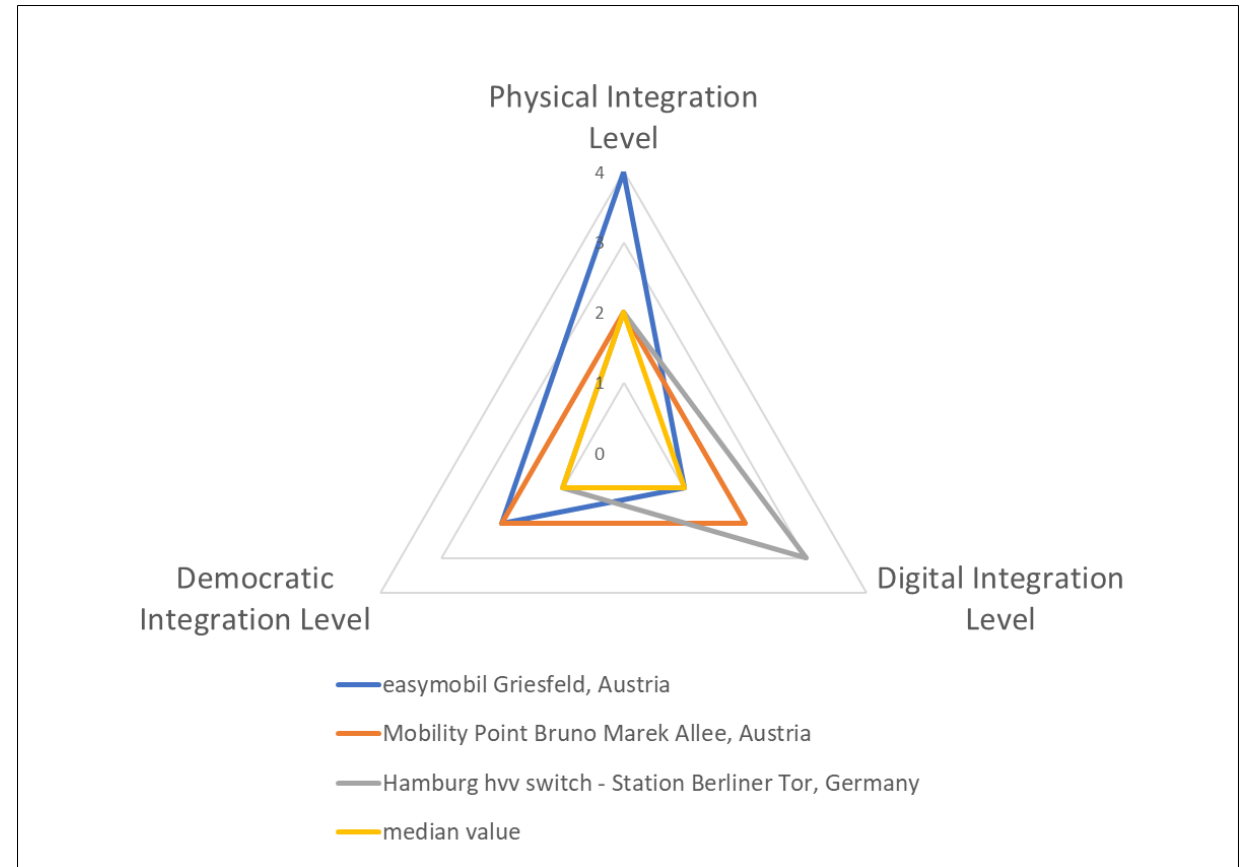 Physical Integration
Level
4
3
2
1
0
Democratic
Integration Level
Digital Integration
Level
easymobil Griesfeld, Austria
Mobility Point Bruno Marek Allee, Austria
Hamburg hvv switch - Station Berliner Tor, Germany
median value